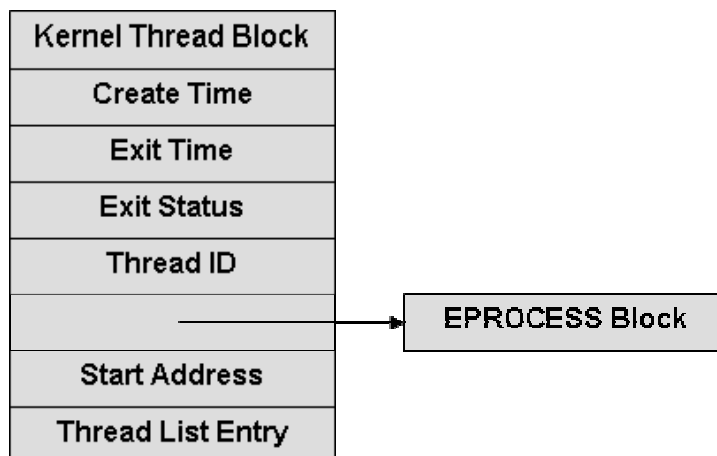 Kernel Thread Block
Create Time
Exit Time
Exit Status
Thread ID
EPROCESS Block
Start Address
Thread List Entry